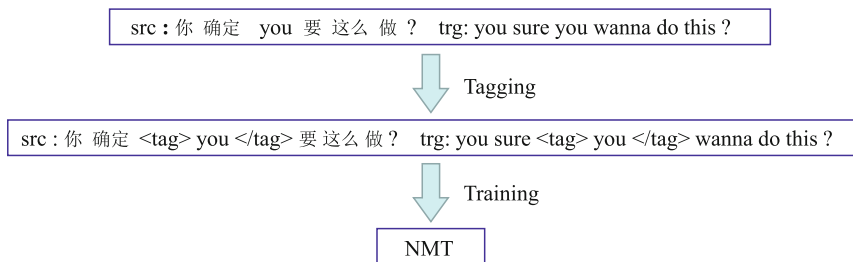 src : 你 确定 you 要 这么 做 ? trg: you sure you wanna do this ?
Tagging
src : 你 确定 <tag> you </tag> 要 这么 做 ? trg: you sure <tag> you </tag> wanna do this ?
Training
NMT